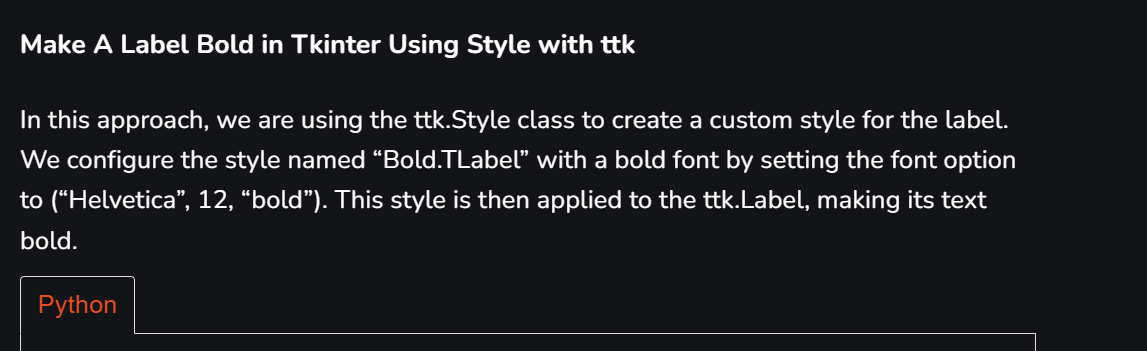 Make A Label Bold in Tkinter Using Style with ttk
In this approach, we are using the ttk.Style class to create a custom style for the label.
We configure the style named “Bold.TLabel” with a bold font by setting the font option
to (“Helvetica”, 12, “bold”). This style is then applied to the ttk.Label, making its text
bold.
Python